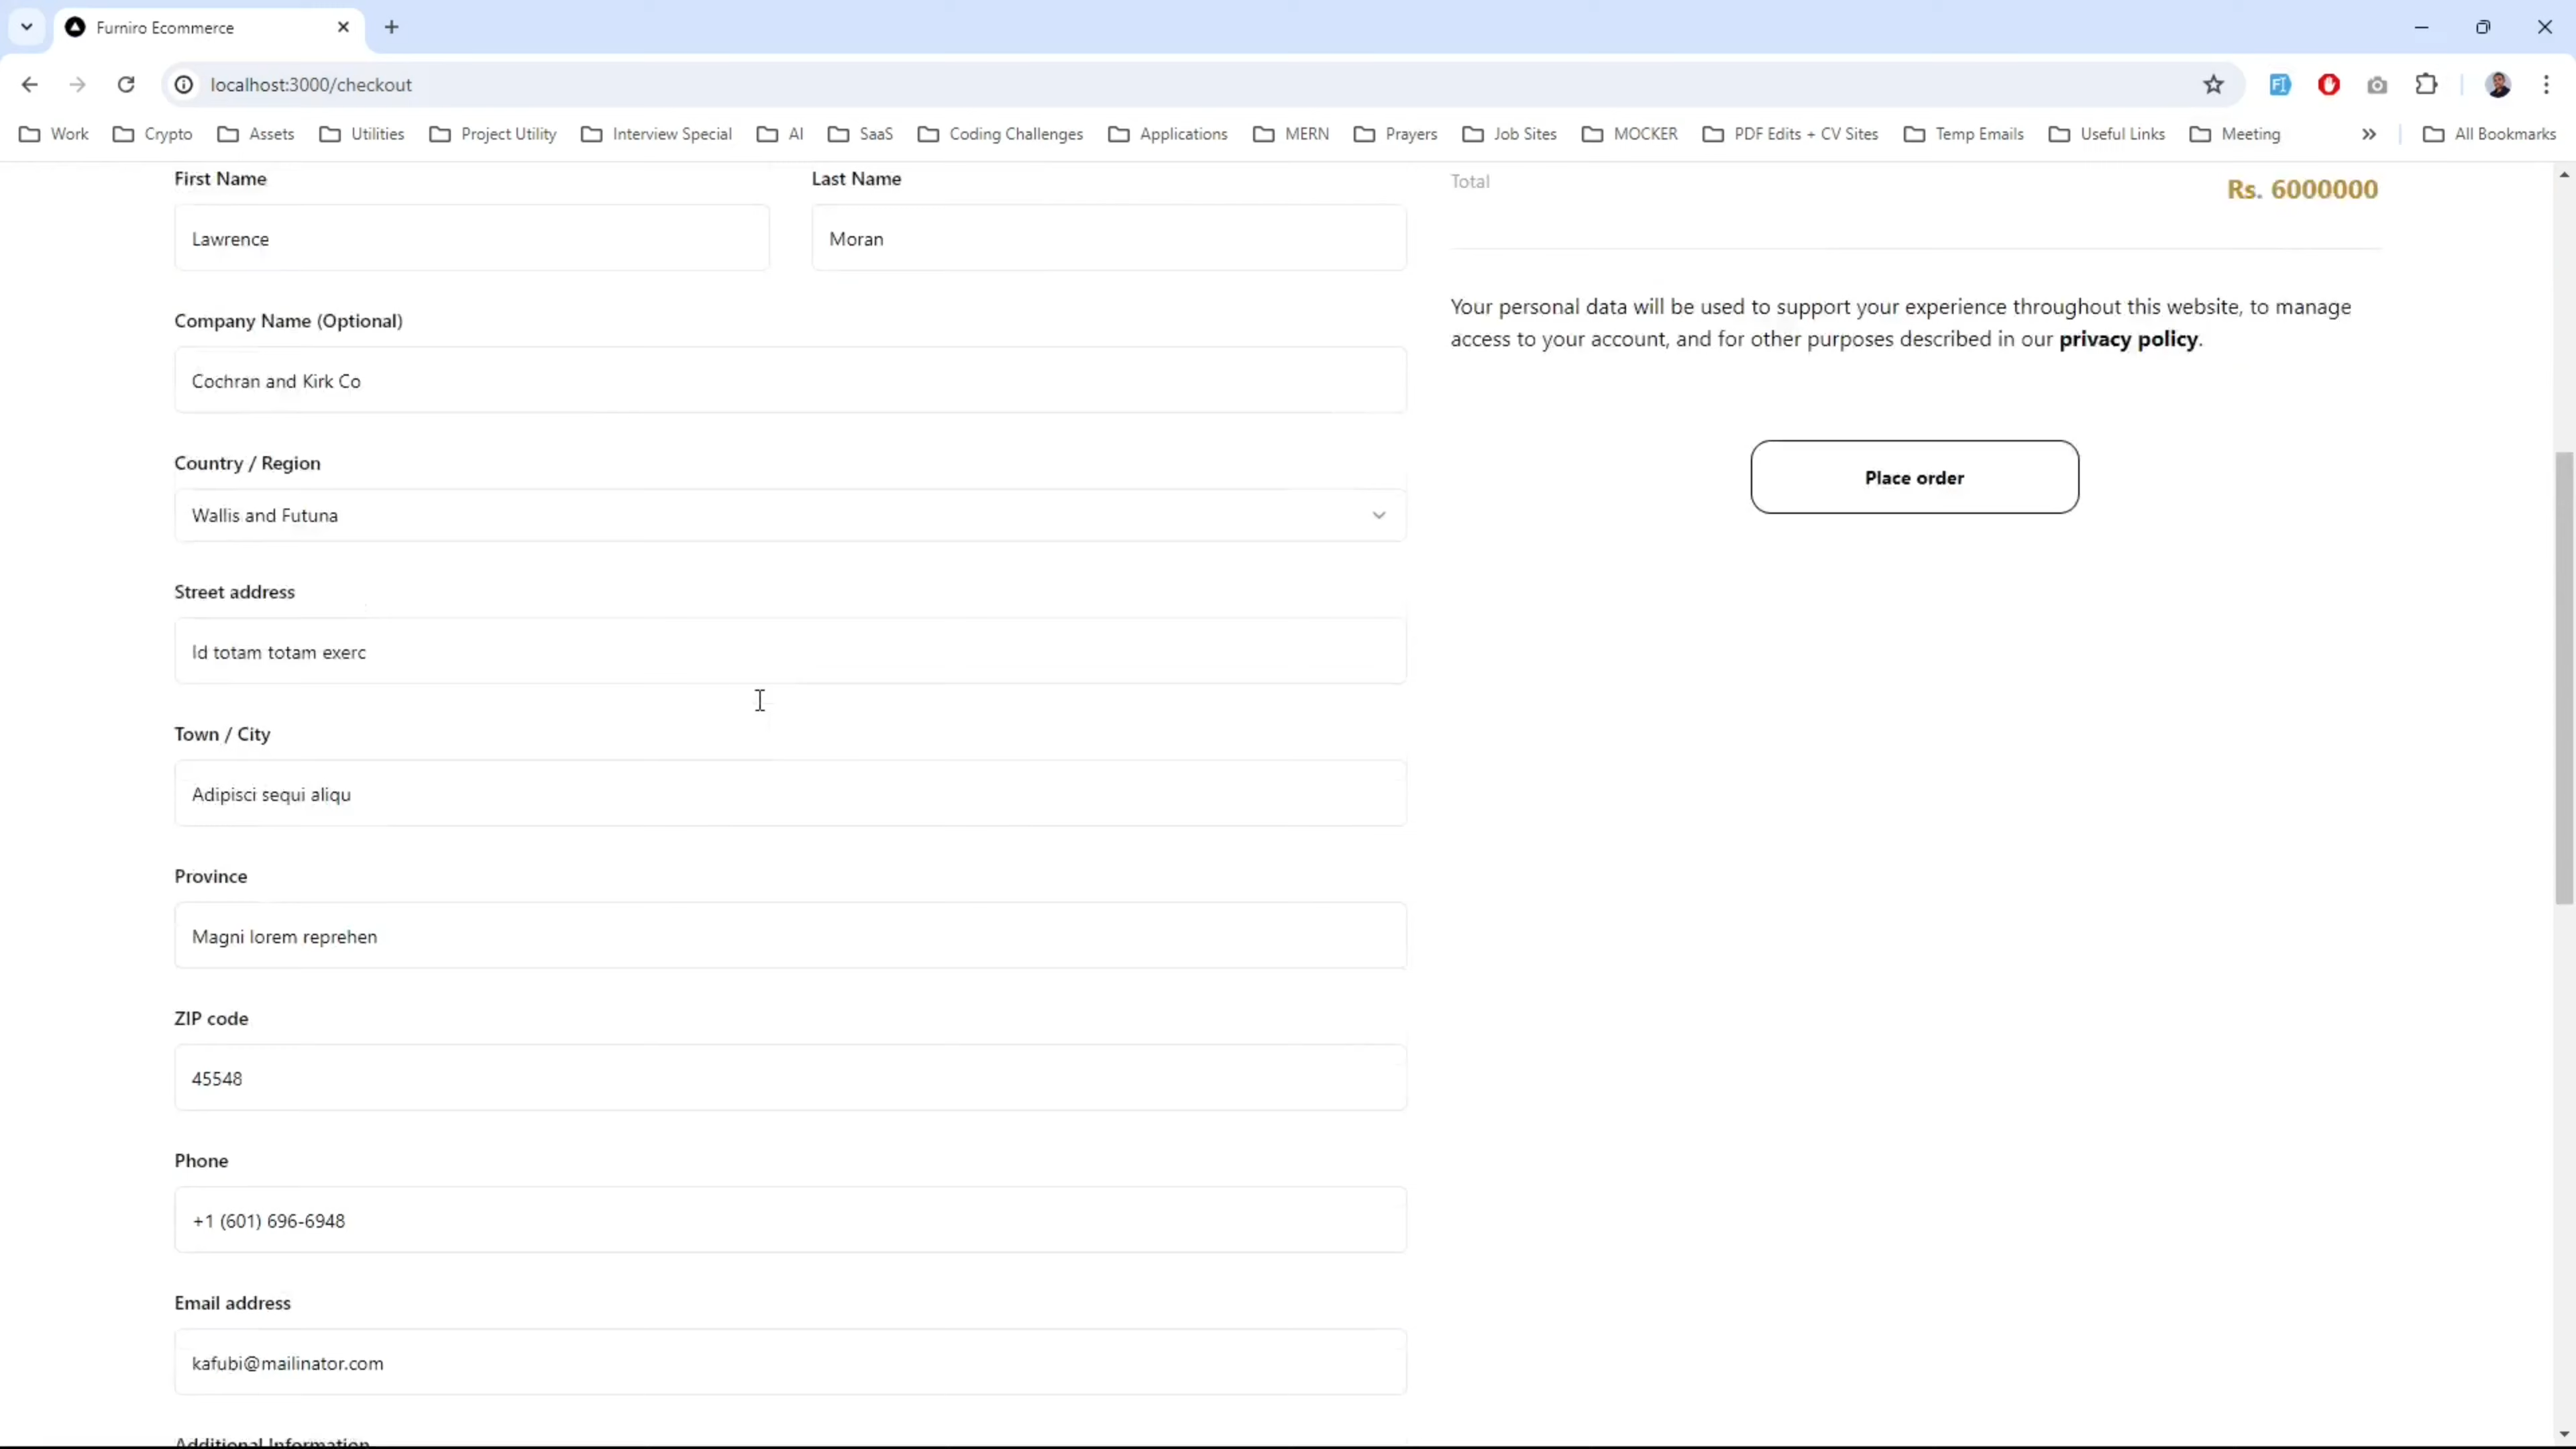 Furniro Ecommerce
localhost:3000/checkout
Work
Crypto
Assets
Utilities
Project Utility
Interview Special
AI
SaaS
Coding Challenges
Applications
MERN
Prayers
Job Sites
MOCKER
PDF Edits + CV Sites
Temp Emails
Useful Links
Meeting
All Bookmarks
First Name
Lawrence
Last Name
Moran
Company Name (Optional)
Cochran and Kirk Co
Country / Region
Wallis and Futuna
Street address
Id totam totam exerc
Town / City
Adipisci sequi aliqu
Province
Magni lorem reprehen
ZIP code
45548
Phone
+1 (601) 696-6948
Email address
kafubi@mailinator.com
Additional Information
Total
Rs. 6000000
Your personal data will be used to support your experience throughout this website, to manage
access to your account, and for other purposes described in our privacy policy.
Place order